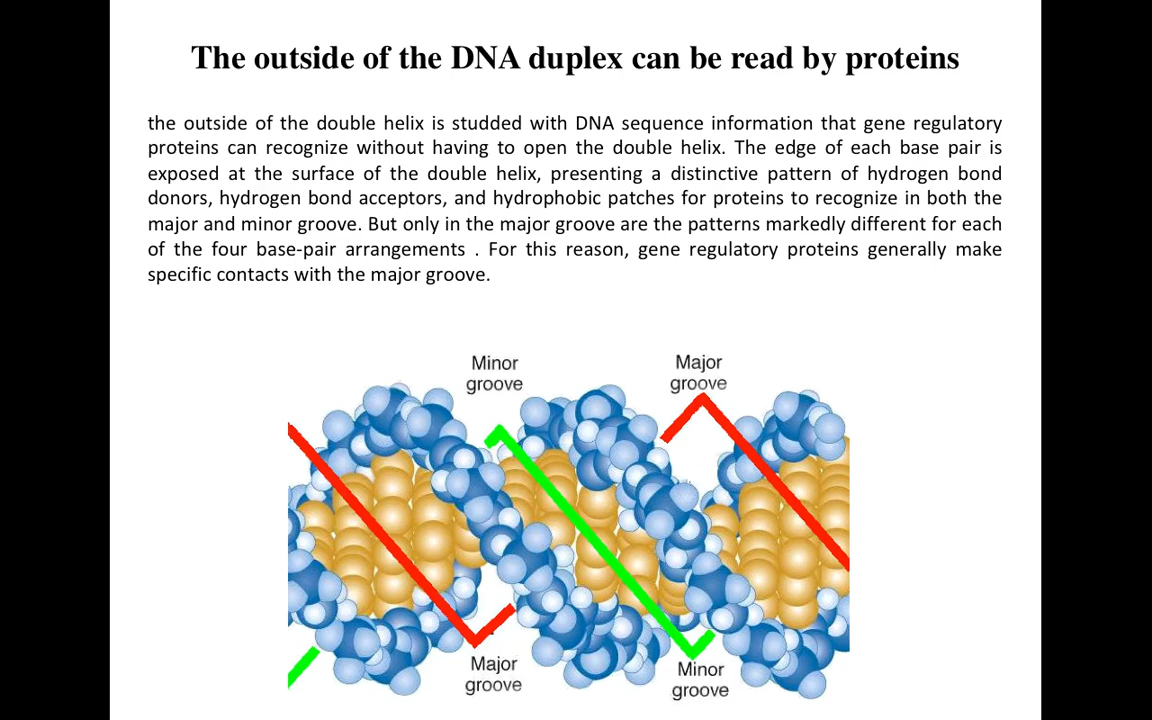 The outside of the DNA duplex can be read by proteins
the outside of the double helix is studded with DNA sequence information that gene regulatory
proteins can recognize without having to open the double helix. The edge of each base pair is
exposed at the surface of the double helix, presenting a distinctive pattern of hydrogen bond
donors, hydrogen bond acceptors, and hydrophobic patches for proteins to recognize in both the
major and minor groove. But only in the major groove are the patterns markedly different for each
of the four base-pair arrangements . For this reason, gene regulatory proteins generally make
specific contacts with the major groove.
Minor
groove
Major
groove
Major
groove
Minor
groove